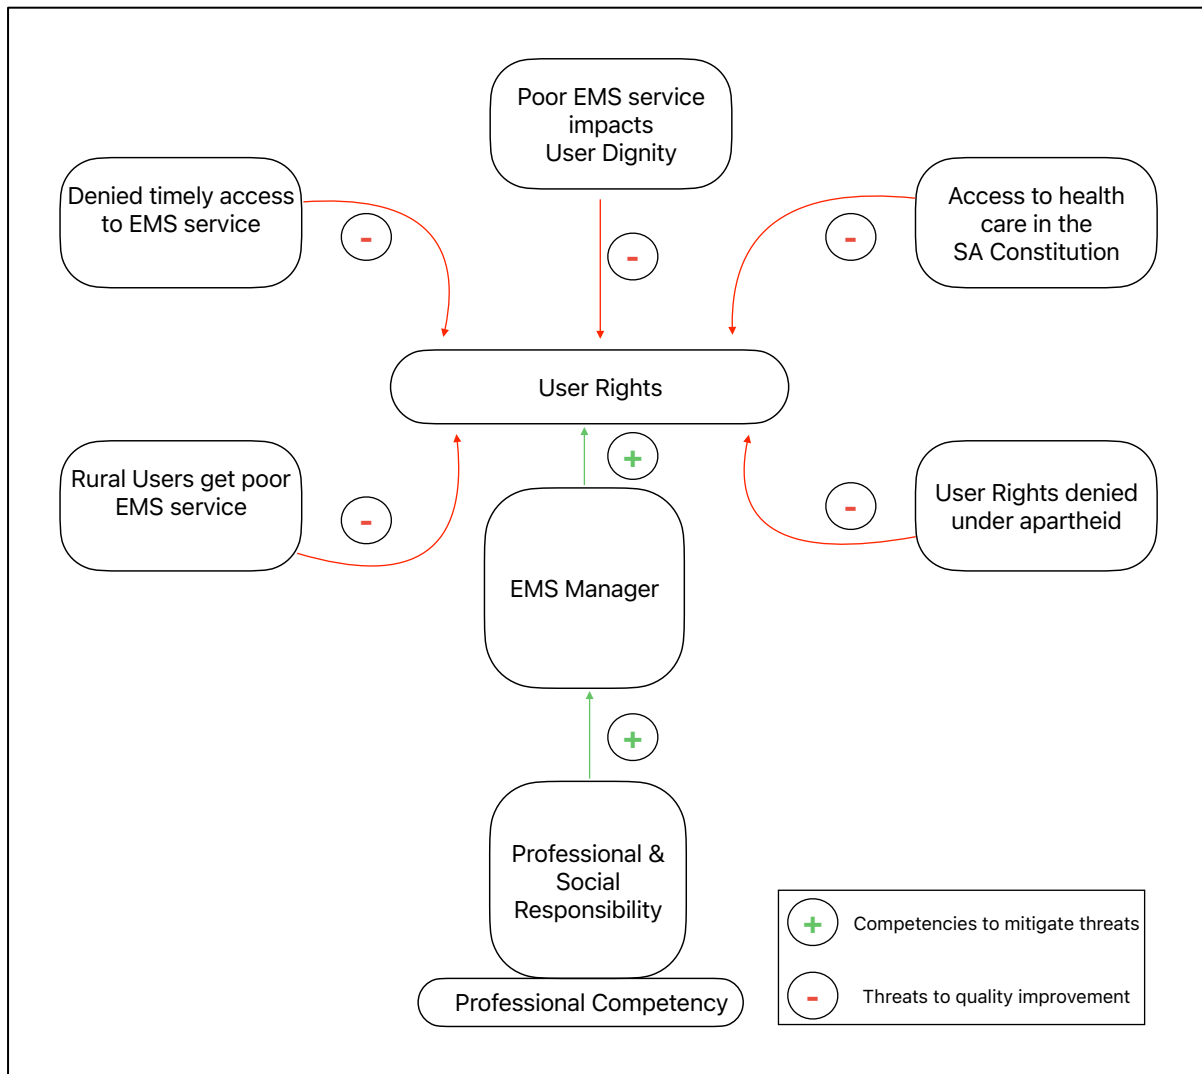 Poor EMS service
impacts
User Dignity
Denied timely access
to EMS service
-
-
-
Access to health
care in the
SA Constitution
User Rights
Rural Users get poor
EMS service
-
+
-
User Rights denied
under apartheid
EMS Manager
+
Professional &
Social
Responsibility
Professional Competency
+ Competencies to mitigate threats
- Threats to quality improvement